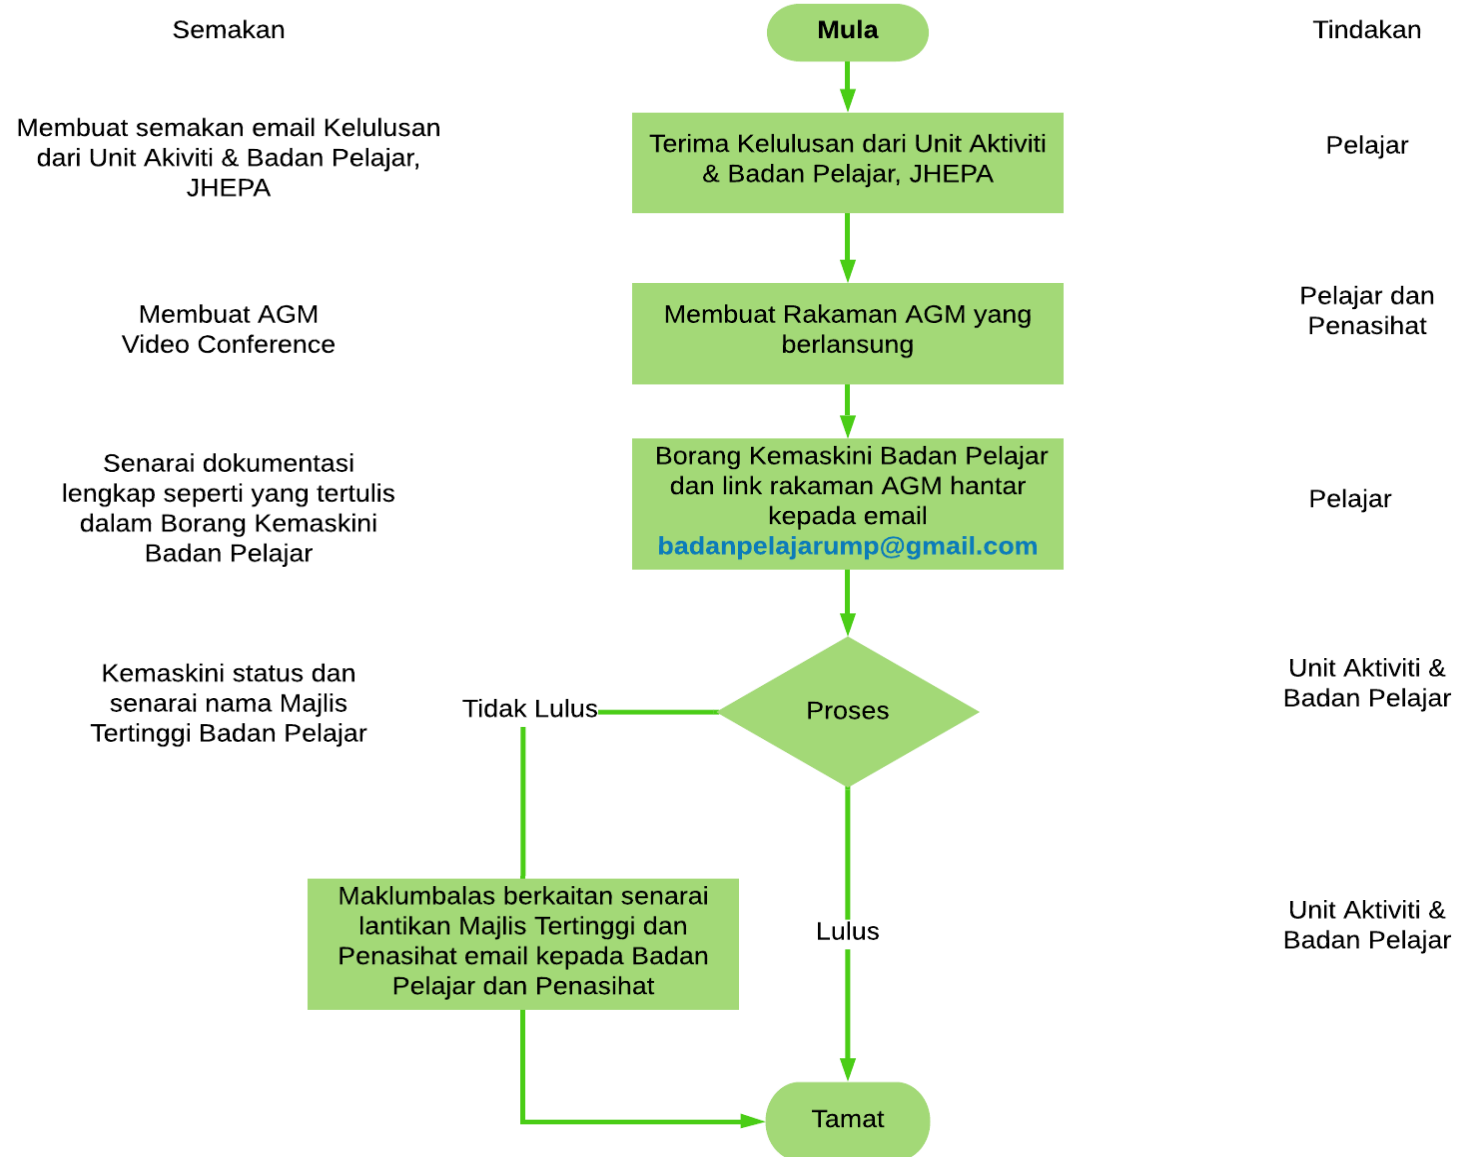 Semakan
Mula
Tindakan
Membuat semakan email Kelulusan
dari Unit Akiviti & Badan Pelajar,
JHEPA
Terima Kelulusan dari Unit Aktiviti
& Badan Pelajar, JHEPA
Pelajar
Membuat AGM
Video Conference
Membuat Rakaman AGM yang
berlansung
Pelajar dan
Penasihat
Senarai dokumentasi
lengkap seperti yang tertulis
dalam Borang Kemaskini
Badan Pelajar
Borang Kemaskini Badan Pelajar
dan link rakaman AGM hantar
kepada email
badanpelajarump@gmail.com
Pelajar
Kemaskini status dan
senarai nama Majlis
Tertinggi Badan Pelajar
Tidak Lulus
Proses
Unit Aktiviti &
Badan Pelajar
Maklumbalas berkaitan senarai
lantikan Majlis Tertinggi dan
Penasihat email kepada Badan
Pelajar dan Penasihat
Lulus
Unit Aktiviti &
Badan Pelajar
Tamat